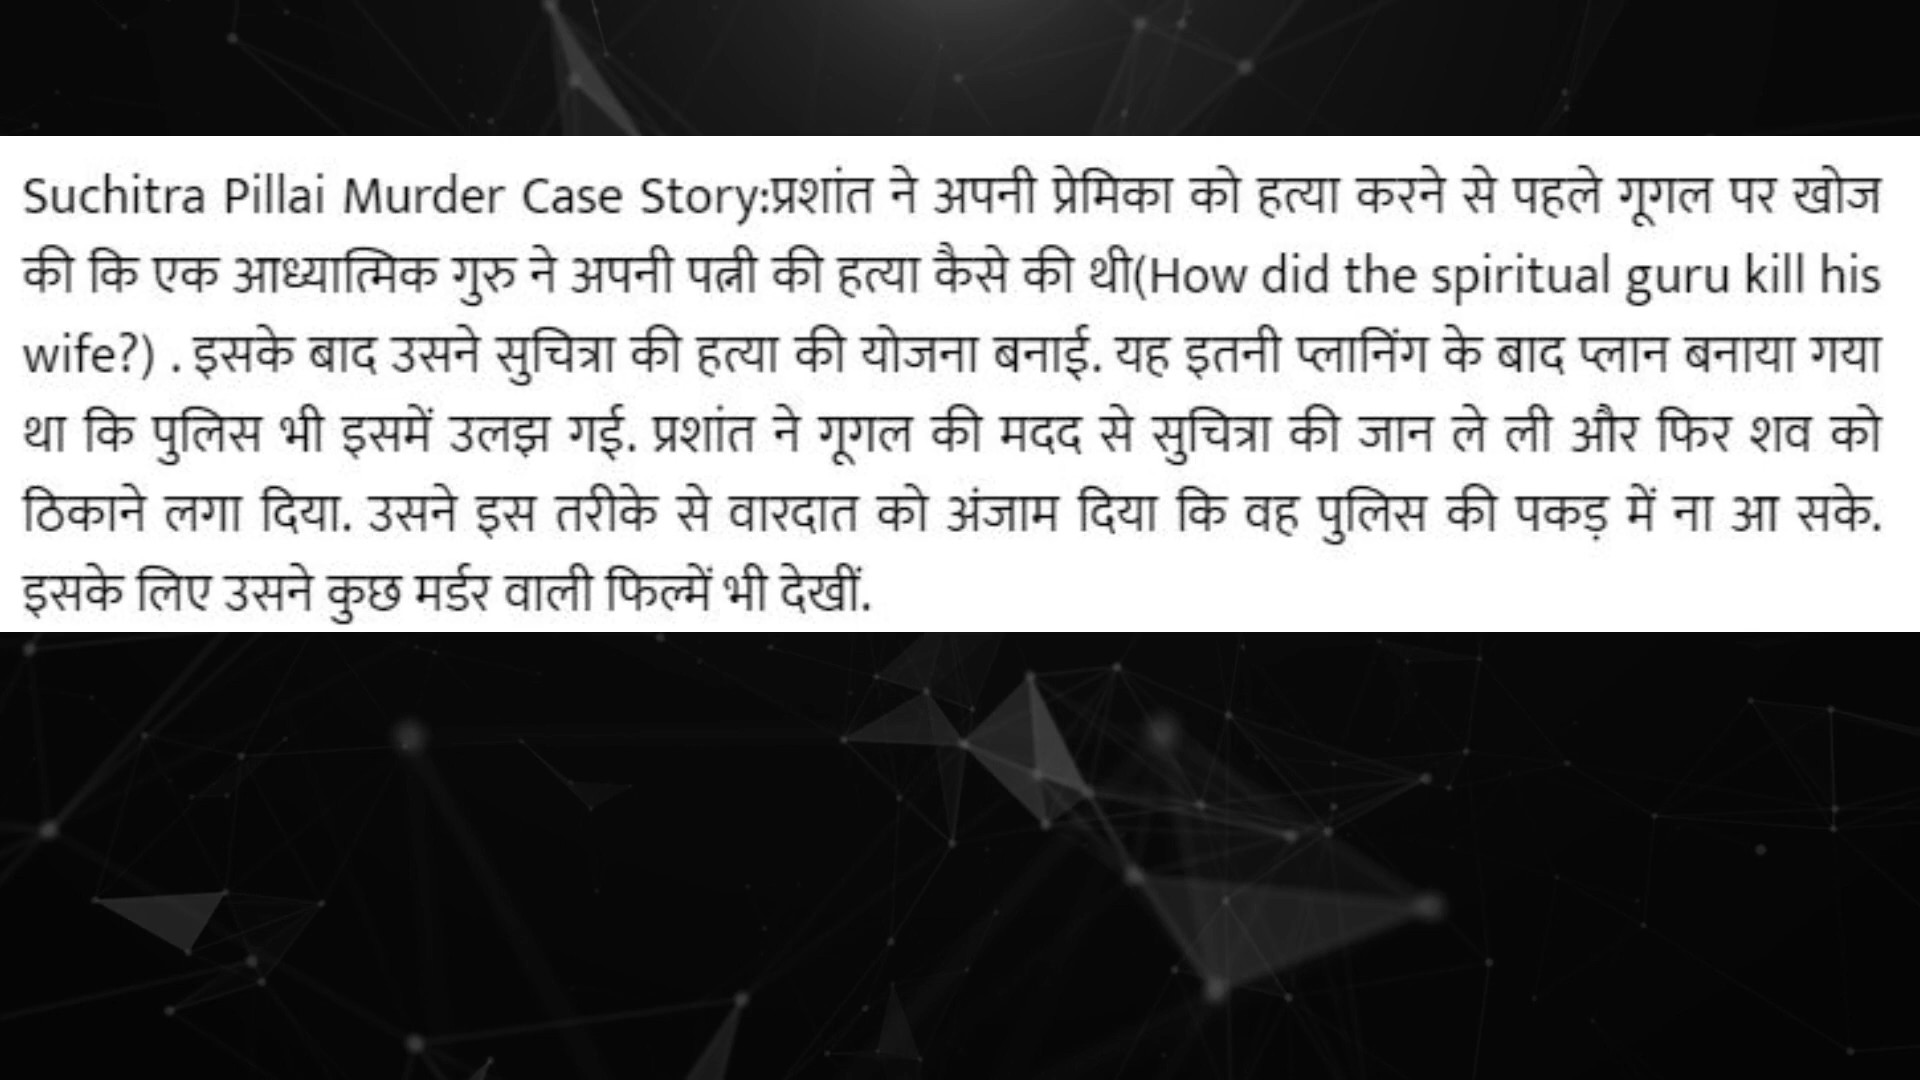 Suchitra Pillai Murder Case Story:प्रशांत ने अपनी प्रेमिका को हत्या करने से पहले गूगल पर खोज
की कि एक आध्यात्मिक गुरु ने अपनी पत्नी की हत्या कैसे की थी(How did the spiritual guru kill his
wife?) . इसके बाद उसने सुचित्रा की हत्या की योजना बनाई. यह इतनी प्लानिंग के बाद प्लान बनाया गया
था कि पुलिस भी इसमें उलझ गई. प्रशांत ने गूगल की मदद से सुचित्रा की जान ले ली और फिर शव को
ठिकाने लगा दिया. उसने इस तरीके से वारदात को अंजाम दिया कि वह पुलिस की पकड़ में ना आ सके.
इसके लिए उसने कुछ मर्डर वाली फिल्में भी देखीं.